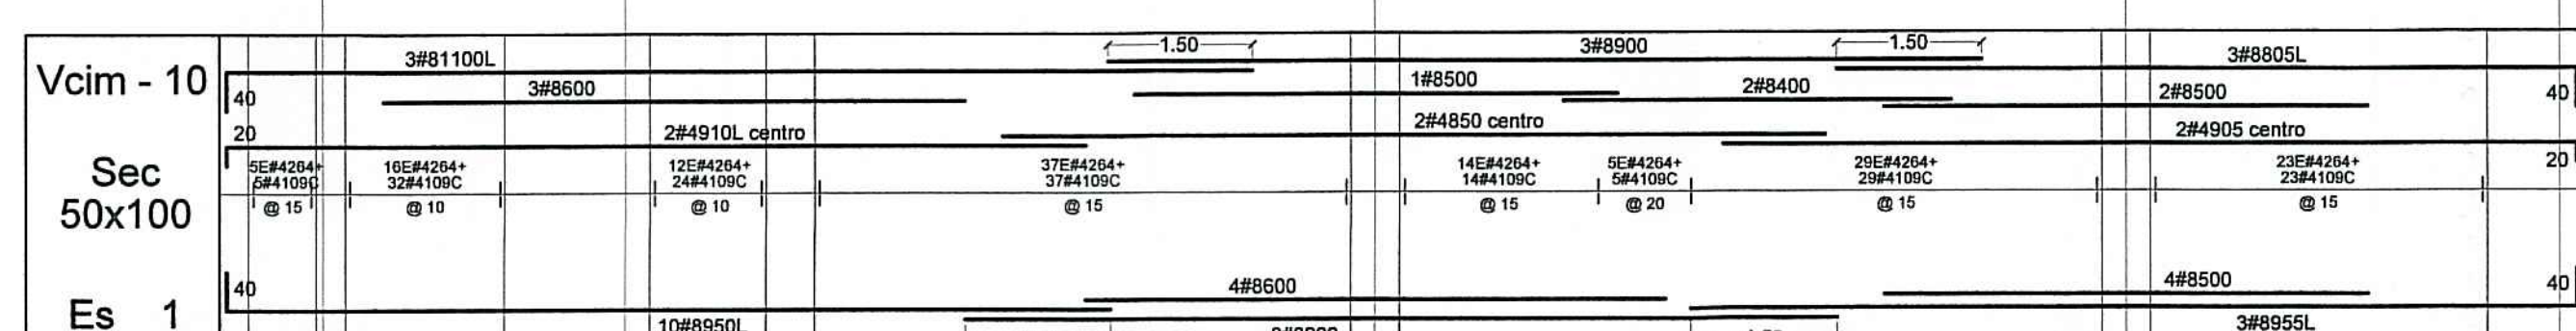 Vcim - 10
Sec
50x100
Es 1
3#81100L
1.50
3#8900
1.50
3#8805L
40
3#8600
1#8500
2#8400
2#8500
40
20
2#4910L centro
2#4850 centro
2#4905 centro
20
5E#4264+
5#4109C
@ 15
16E#4264+
32#4109C
@ 10
12E#4264+
24#4109C
@ 10
37E#4264+
37#4109C
@ 15
14E#4264+
14#4109C
@ 15
5E#4264+
5#4109C
@ 20
29E#4264+
29#4109C
@ 15
23E#4264+
23#4109C
@ 15
40
4#8600
4#8500
40
10#8950L
3#8955L